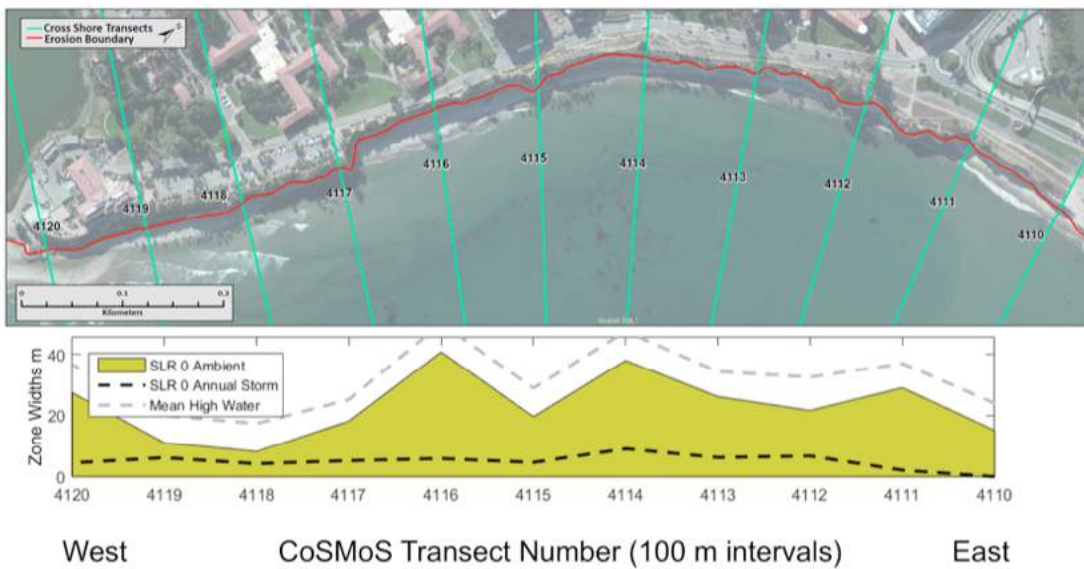 Cross Shore Transects
Erosion Boundary
4120
4119
4118
4117
4116
4115
4114
4113
4112
4111
4110
0 0.1 0.2
Kilometers
Zone Widths m
40
20
0
SLR 0 Ambient
SLR 0 Annual Storm
Mean High Water
4120 4119 4118 4117 4116 4115 4114 4113 4112 4111 4110
West CoSMoS Transect Number (100 m intervals) East